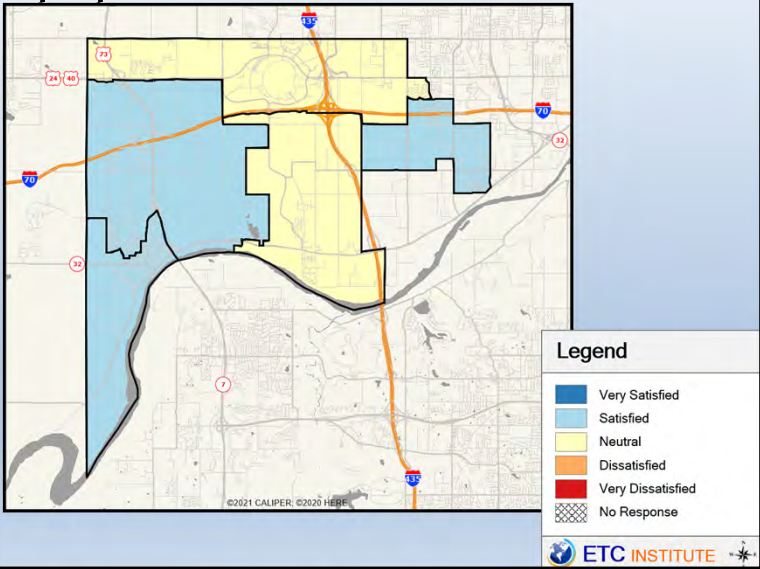 435
73
24 40
70
32
70
32
7
435
©2021 CALIPER; ©2020 HERE
Legend
Very Satisfied
Satisfied
Neutral
Dissatisfied
Very Dissatisfied
No Response
ETC INSTITUTE